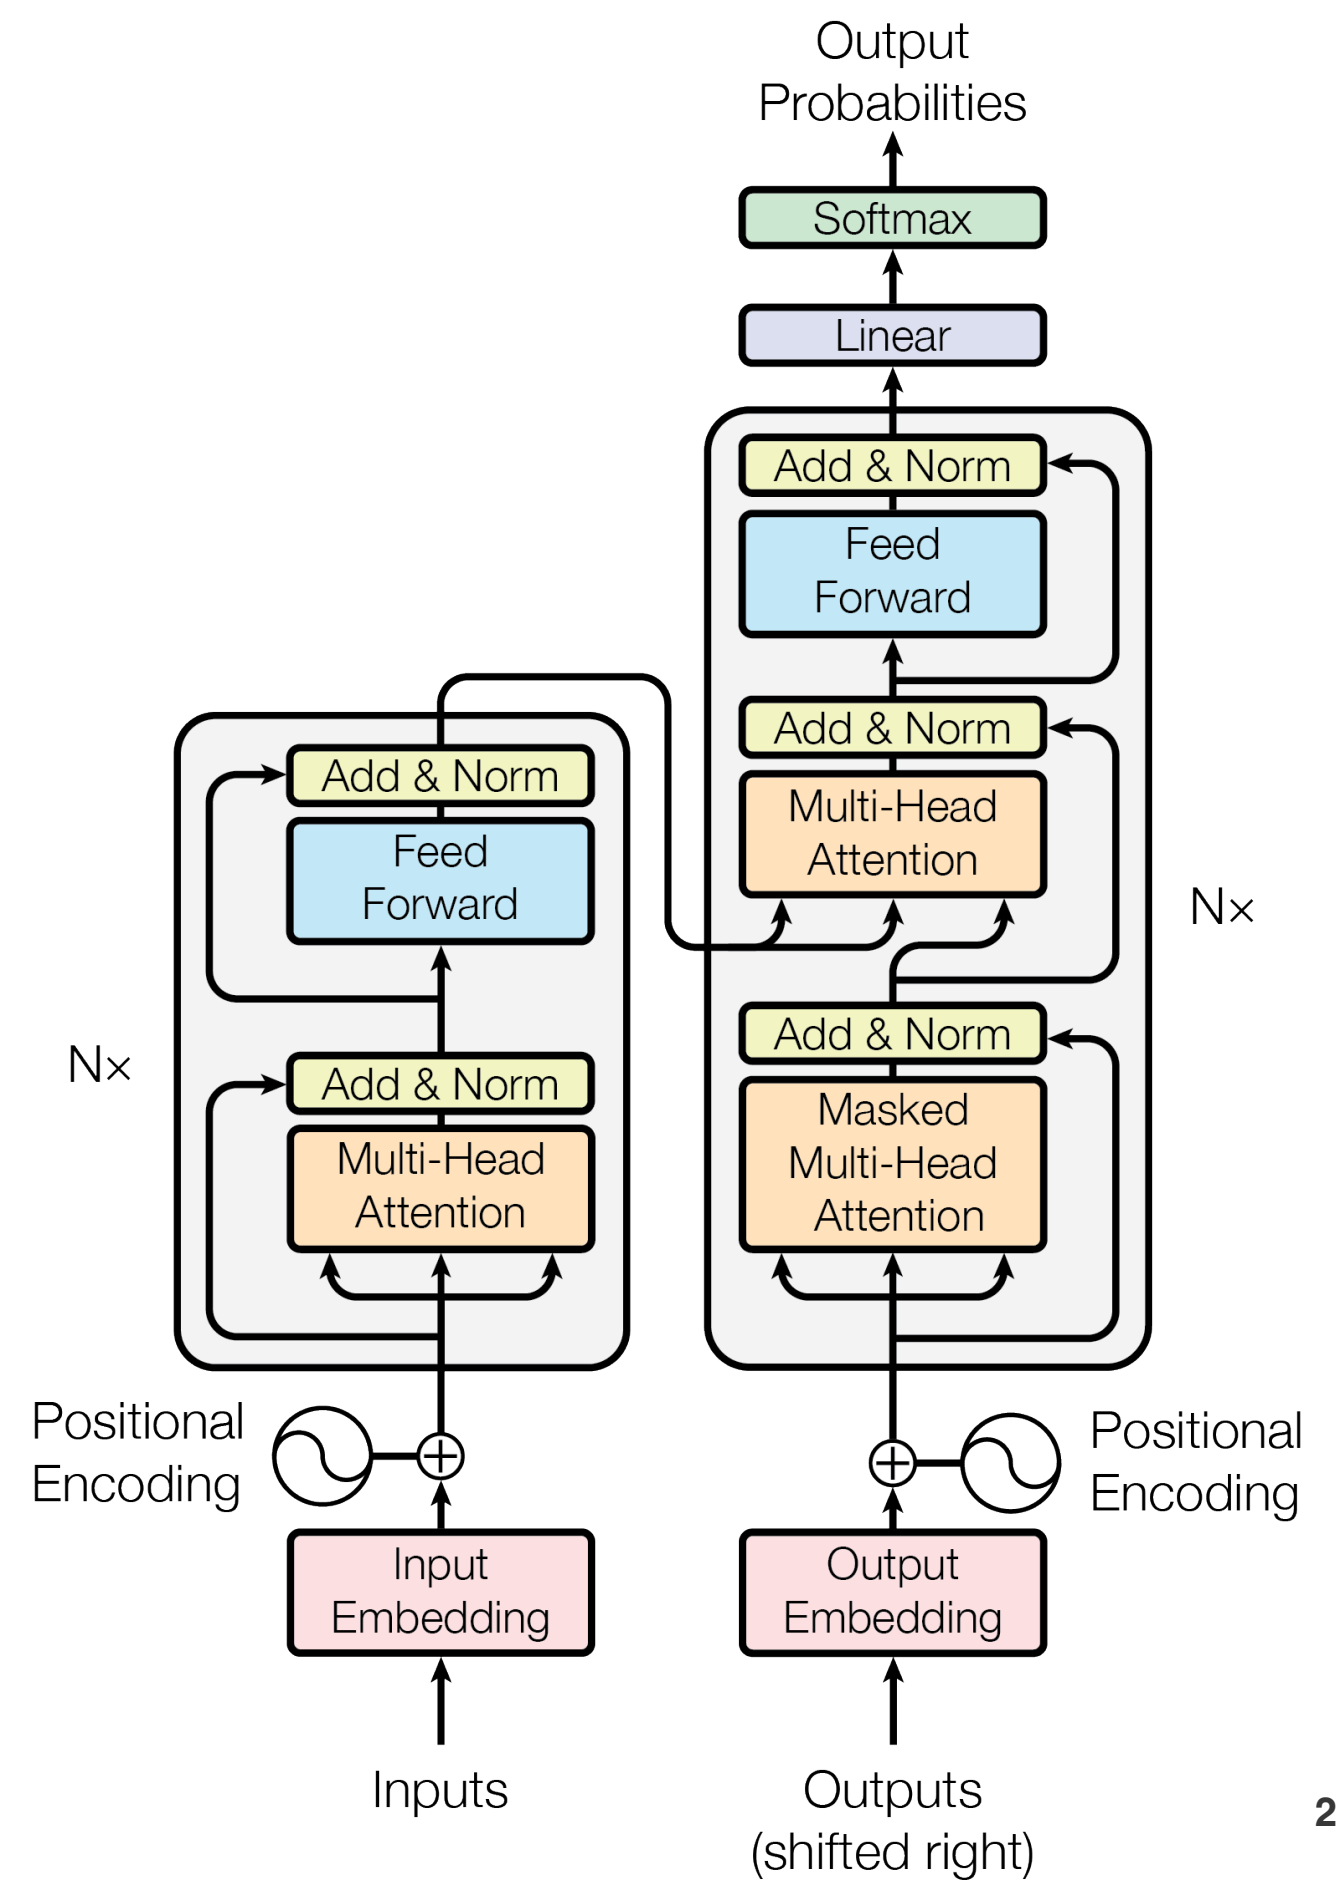 Output
Probabilities
Softmax
Linear
Add & Norm
Feed
Forward
Add & Norm
Multi-Head
Attention
Add & Norm
Masked
Multi-Head
Attention
N×
Add & Norm
Feed
Forward
Add & Norm
Multi-Head
Attention
N×
Positional
Encoding
Positional
Encoding
Input
Embedding
Output
Embedding
Inputs
Outputs
(shifted right)
2